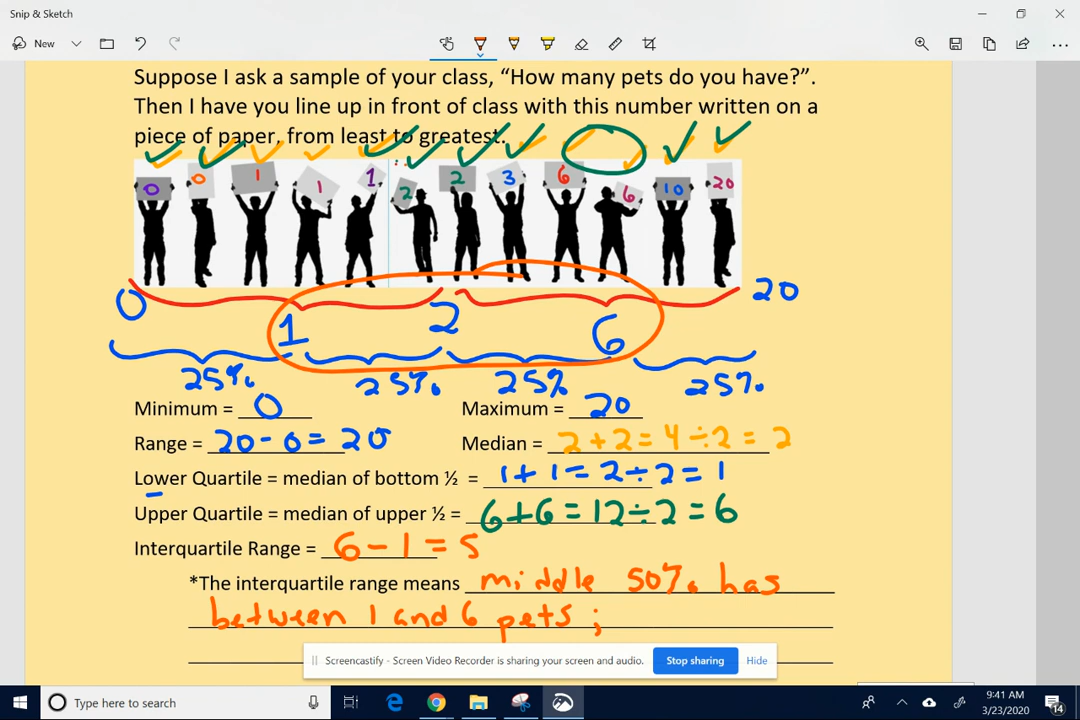 Snip & Sketch
New
Suppose I ask a sample of your class, “How many pets do you have?”.
Then I have you line up in front of class with this number written on a
piece of paper, from least to greatest.
0 0 1 1 1 2 2 3 6 6 10 20
0 1 2 6 20
25% 25% 25% 25%
Minimum = 0 Maximum = 20
Range = 20 - 0 = 20 Median = 2 + 2 = 4 ÷ 2 = 2
Lower Quartile = median of bottom ½ = 1 + 1 = 2 ÷ 2 = 1
Upper Quartile = median of upper ½ = 6 + 6 = 12 ÷ 2 = 6
Interquartile Range = 6 - 1 = 5
*The interquartile range means middle 50% has
between 1 and 6 pets ;
Screencastify - Screen Video Recorder is sharing your screen and audio. Stop sharing Hide
Type here to search
9:41 AM
3/23/2020
14